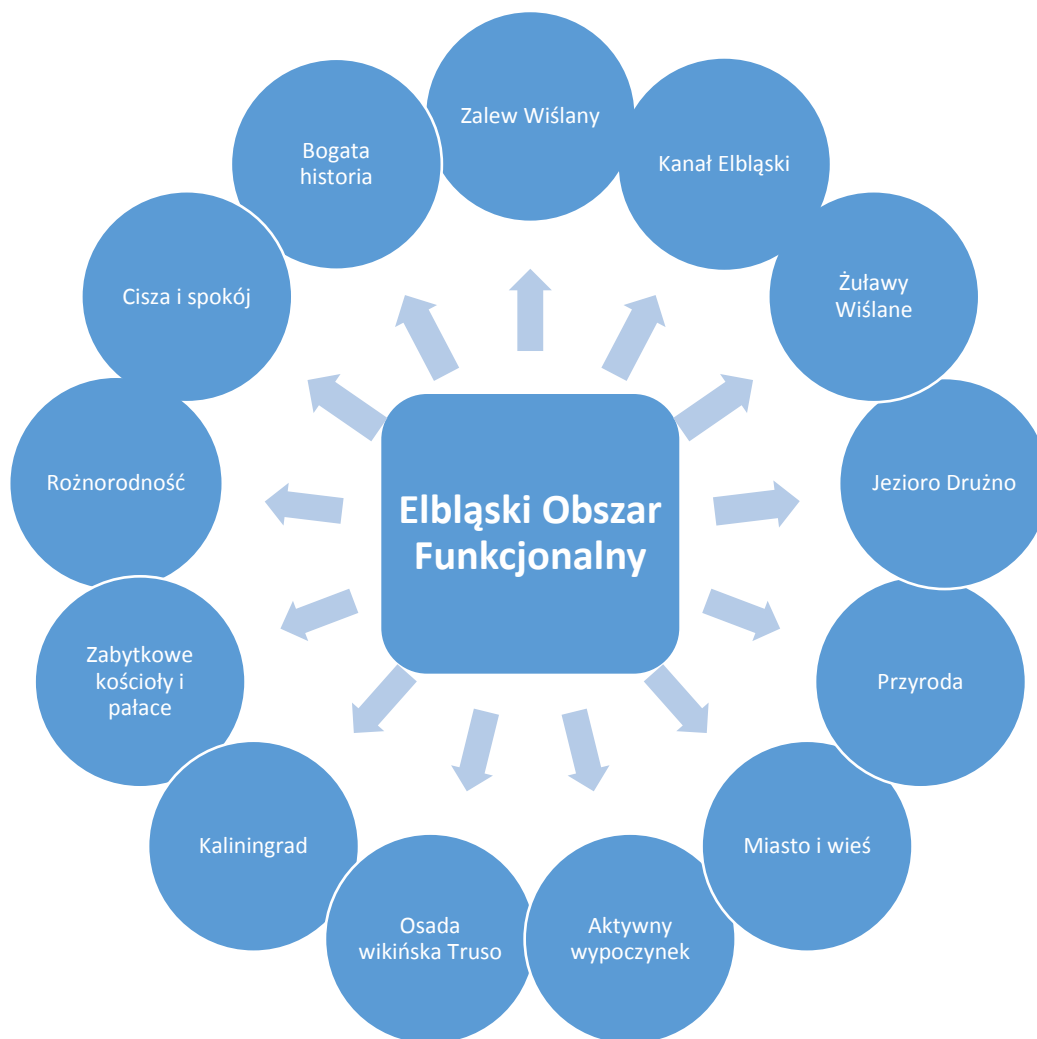 Zalew Wiślany
Kanał Elbląski
Żuławy
Wiślane
Jezioro Drużno
Przyroda
Miasto i wieś
Aktywny
wypoczynek
Osada
wikińska Truso
Kaliningrad
Zabytkowe
kościoły i
pałace
Rożnorodność
Cisza i spokój
Bogata
historia
Elbląski Obszar
Funkcjonalny